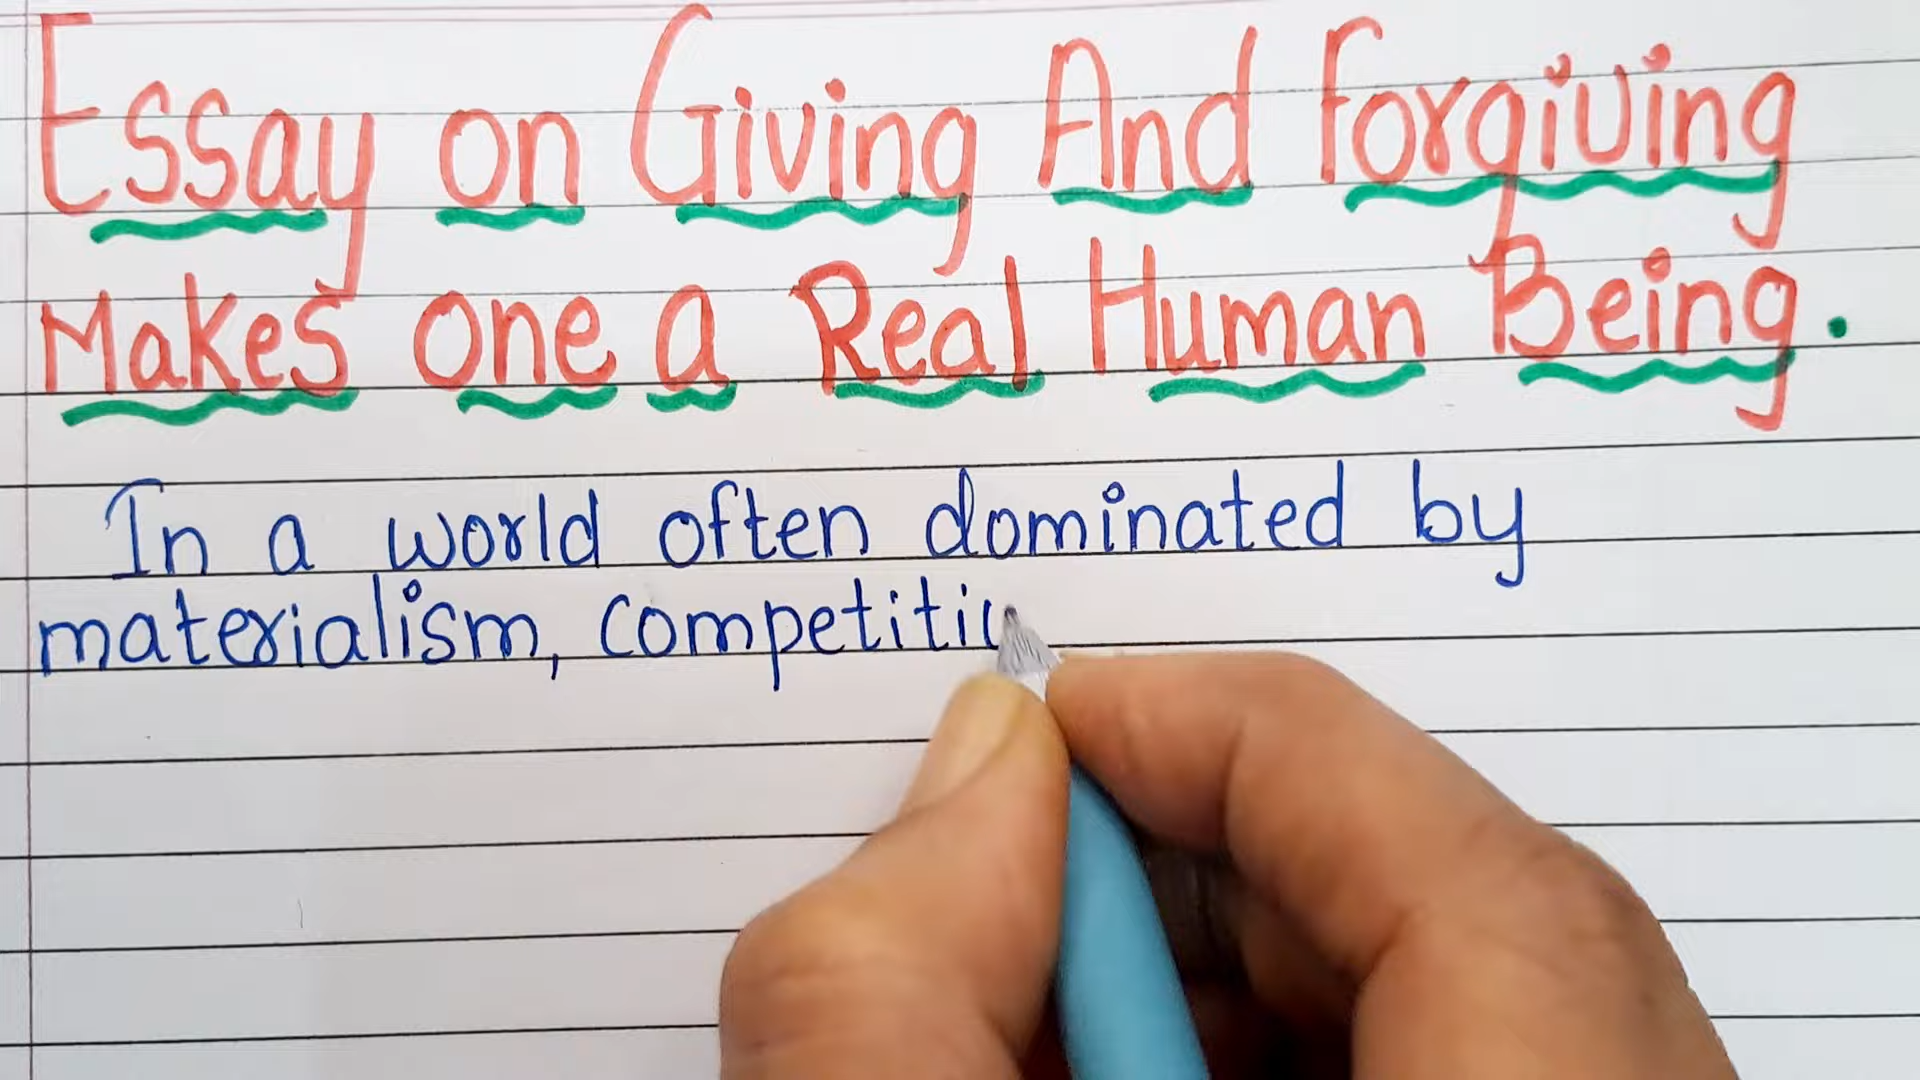 Essay on Giving And Forgiving
Makes one a Real Human Being.
In a world often dominated by
materialism,